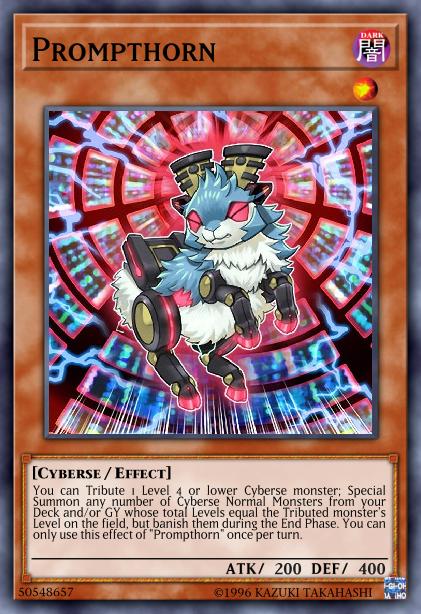 PROMPTHORN
DARK
闇
[CYBERSE / EFFECT]
You can Tribute 1 Level 4 or lower Cyberse monster; Special
Summon any number of Cyberse Normal Monsters from your
Deck and/or GY whose total Levels equal the Tributed monster's
Level on the field, but banish them during the End Phase. You can
only use this effect of "Prompthorn" once per turn.
ATK/ 200 DEF/ 400
50548657
©1996 KAZUKI TAKAHASHI